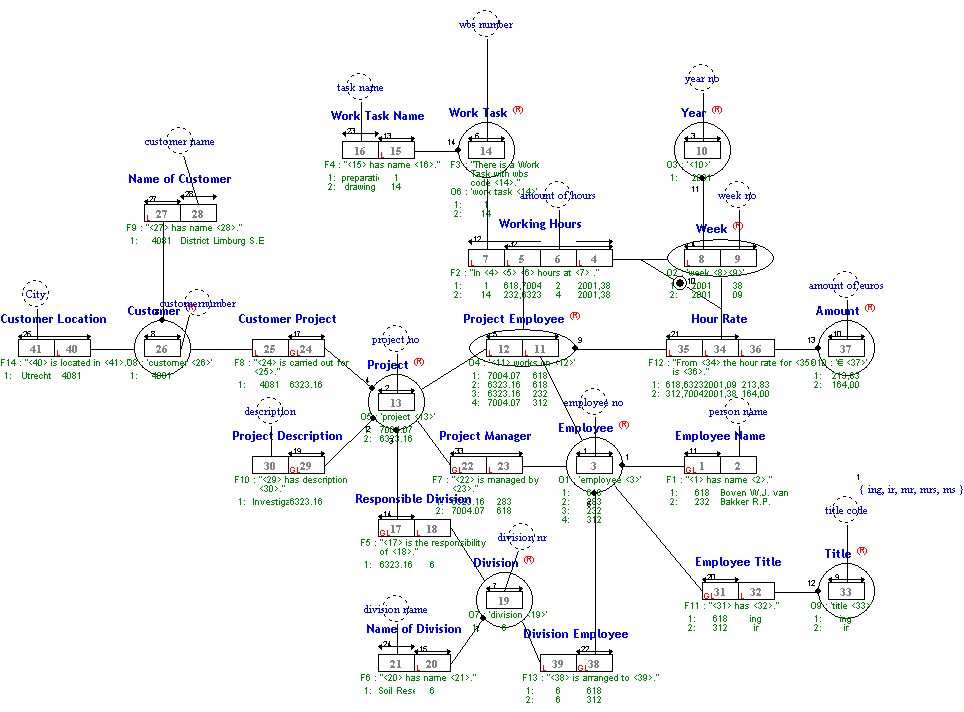 wbs number
year no
task name
Work Task Name
Work Task (R)
Year (R)
23
13
14
6
3
16 L 15
14
10
customer name
F4 : "<15> has name <16>."
1: preparati 1
2: drawing 14
F3 : "There is a Work Task with wbs code <14>."
O6 : 'work task <14>'
1: 1
2: 14
O3 : '<10>'
1: 2001
11
Name of Customer
amount of hours
week no
27
28
L 27 28
F9 : "<27> has name <28>."
1: 4081 District Limburg S.E
Working Hours
Week (R)
12
L 7 L 5 6 L 4
L 8 9
F2 : "In <4> <5> <6> hours at <7> ."
1: 1 618,7004 2 2001,38
2: 14 232,6323 4 2001,38
O2 : 'week <8><9>'
1: 2001 38
2: 2001 09
10
City
customer number
amount of euros
Customer Location
Customer (R)
Customer Project
Project Employee (R)
Hour Rate
Amount (R)
project no
26
8
17
5
9
21
13
10
41 L 40
26
25 GL 24
12 11
35 L 34 L 36
37
F14 : "<40> is located in <41>."
1: Utrecht 4081
O8 : 'customer <26>'
1: 4081
F8 : "<24> is carried out for <25>."
1: 4081 6323.16
O4 : "<11> works on <12>"
1: 7004.07 618
2: 6323.16 618
3: 6323.16 232
4: 7004.07 312
F12 : "From <34> the hour rate for <35> is <36>."
1: 618,63232001,09 213,83
2: 312,70042001,38 164,00
O10 : '€ <37>'
1: 213,83
2: 164,00
Project (R)
2
13
O5 : 'project <13>'
1: 7004.07
2: 6323.16
description
employee no
person name
Project Description
Project Manager
Employee (R)
Employee Name
19
33
1
1
11
30 GL 29
GL 22 L 23
3
GL 1 2
F10 : "<29> has description <30>."
1: Investiga 6323.16
F7 : "<22> is managed by <23>."
1: 6323.16 283
2: 7004.07 618
O1 : 'employee <3>'
1: 618
2: 283
3: 232
4: 312
F1 : "<1> has name <2>."
1: 618 Boven W.J. van
2: 232 Bakker R.P.
1
{ ing, ir, mr, mrs, ms }
Responsible Division
14
GL 17 L 18
F5 : "<17> is the responsibility of <18>."
1: 6323.16 6
title code
division nr
Division (R)
Employee Title
Title (R)
7
20
12
9
19
GL 31 L 32
33
O7 : 'division <19>'
1: 6
F11 : "<31> has <32>."
1: 618 ing
2: 312 ir
O9 : 'title <33>'
1: ing
2: ir
division name
Name of Division
Division Employee
24
15
22
21 L 20
L 39 GL 38
F6 : "<20> has name <21>."
1: Soil Rese 6
F13 : "<38> is arranged to <39>."
1: 6 618
2: 6 312